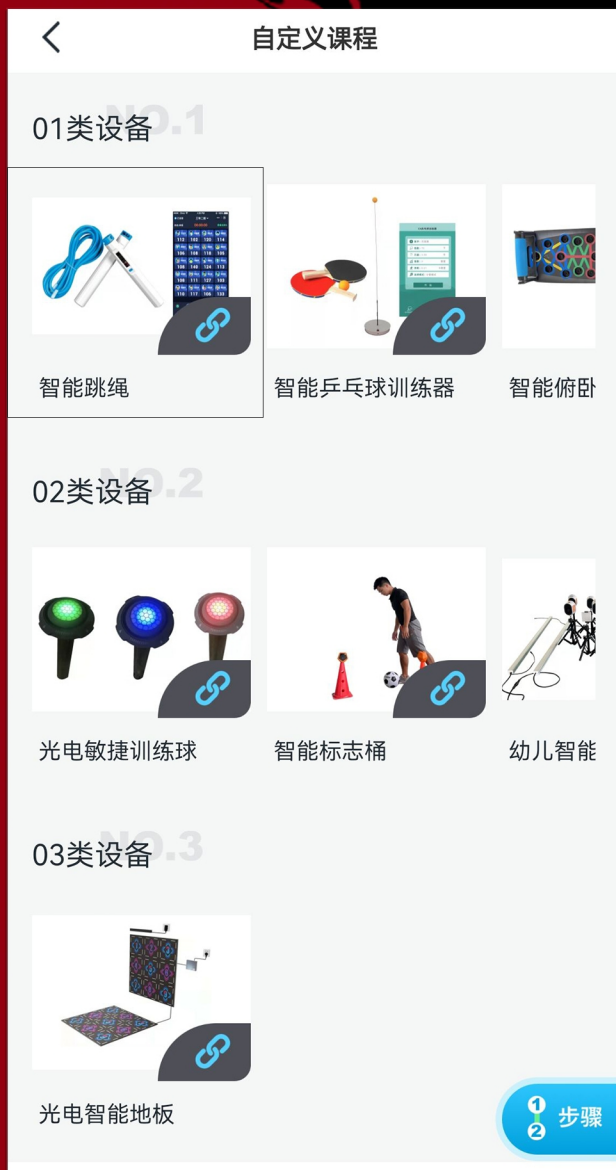 自定义课程
NO.1
01类设备
智能跳绳
智能乒乓球训练器
智能俯卧
NO.2
02类设备
光电敏捷训练球
智能标志桶
幼儿智能
NO.3
03类设备
光电智能地板
1
2
步骤